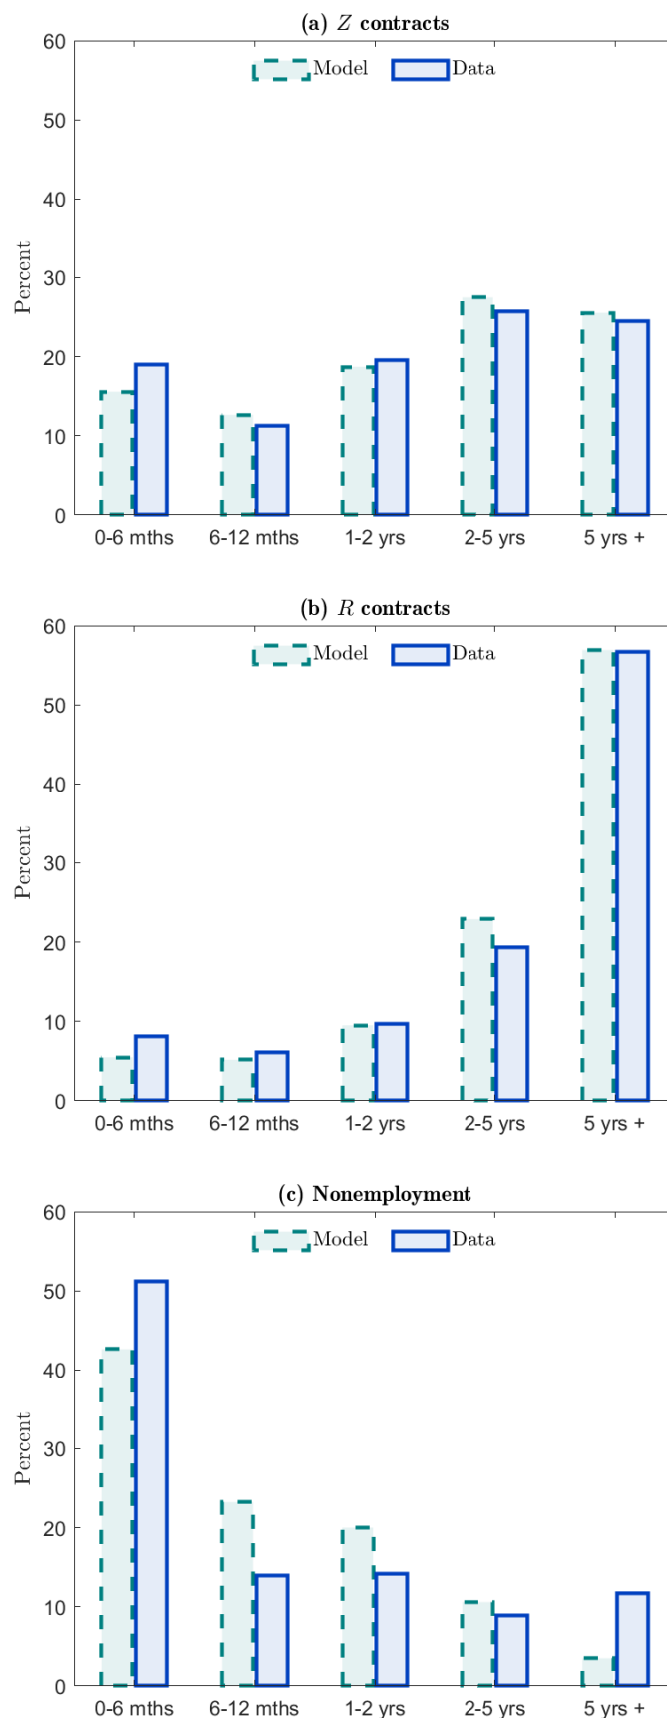 (a) Z contracts
Model Data
60
50
40
30
20
10
0
Percent
0-6 mths 6-12 mths 1-2 yrs 2-5 yrs 5 yrs +
(b) R contracts
Model Data
60
50
40
30
20
10
0
Percent
0-6 mths 6-12 mths 1-2 yrs 2-5 yrs 5 yrs +
(c) Nonemployment
Model Data
60
50
40
30
20
10
0
Percent
0-6 mths 6-12 mths 1-2 yrs 2-5 yrs 5 yrs +